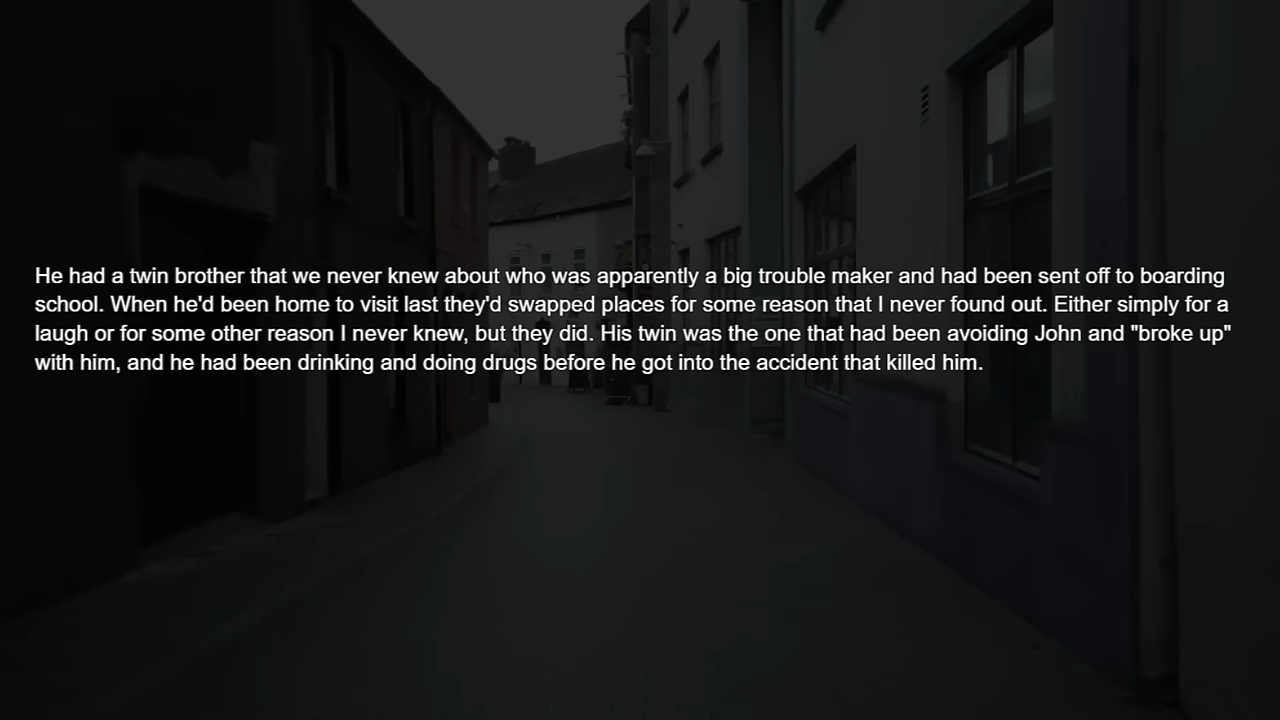 He had a twin brother that we never knew about who was apparently a big trouble maker and had been sent off to boarding
school. When he'd been home to visit last they'd swapped places for some reason that I never found out. Either simply for a
laugh or for some other reason I never knew, but they did. His twin was the one that had been avoiding John and "broke up"
with him, and he had been drinking and doing drugs before he got into the accident that killed him.